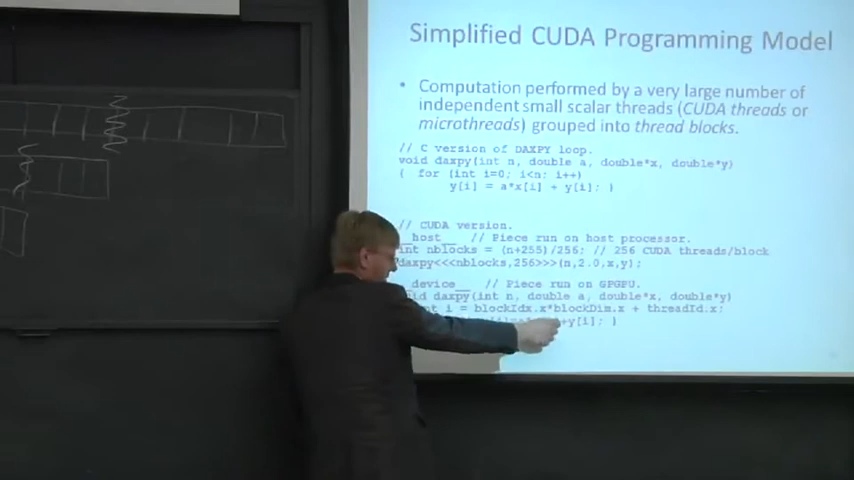 Simplified CUDA Programming Model
• Computation performed by a very large number of
independent small scalar threads (CUDA threads or
microthreads) grouped into thread blocks.
// C version of DAXPY loop.
void daxpy(int n, double a, double*x, double*y)
{ for (int i=0; i<n; i++)
y[i] = a*x[i] + y[i]; }
// CUDA version.
__host__ // Piece run on host processor.
int nblocks = (n+255)/256; // 256 CUDA threads/block
daxpy<<<nblocks,256>>>(n,2.0,x,y);
_device__ // Piece run on GPGPU.
daxpy(int n, double a, double*x, double*y)
i = blockIdx.x*blockDim.x + threadId.x;
+y[i]; }